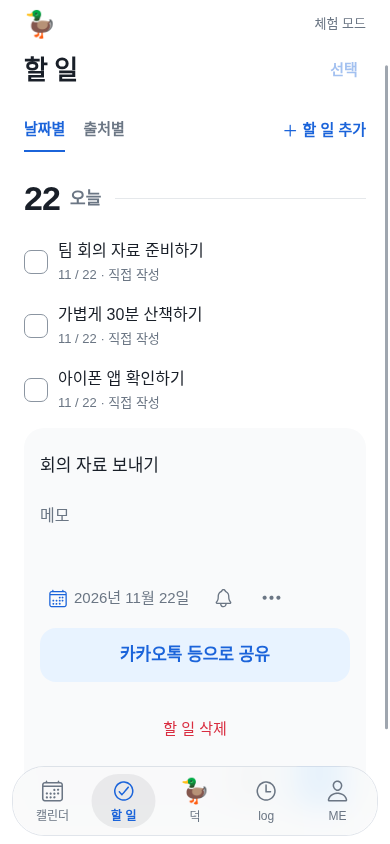 체험 모드
할 일
선택
날짜별
출처별
+ 할 일 추가
22 오늘
팀 회의 자료 준비하기
11 / 22 · 직접 작성
가볍게 30분 산책하기
11 / 22 · 직접 작성
아이폰 앱 확인하기
11 / 22 · 직접 작성
회의 자료 보내기
메모
2026년 11월 22일
카카오톡 등으로 공유
할 일 삭제
캘린더
할 일
덕
log
ME